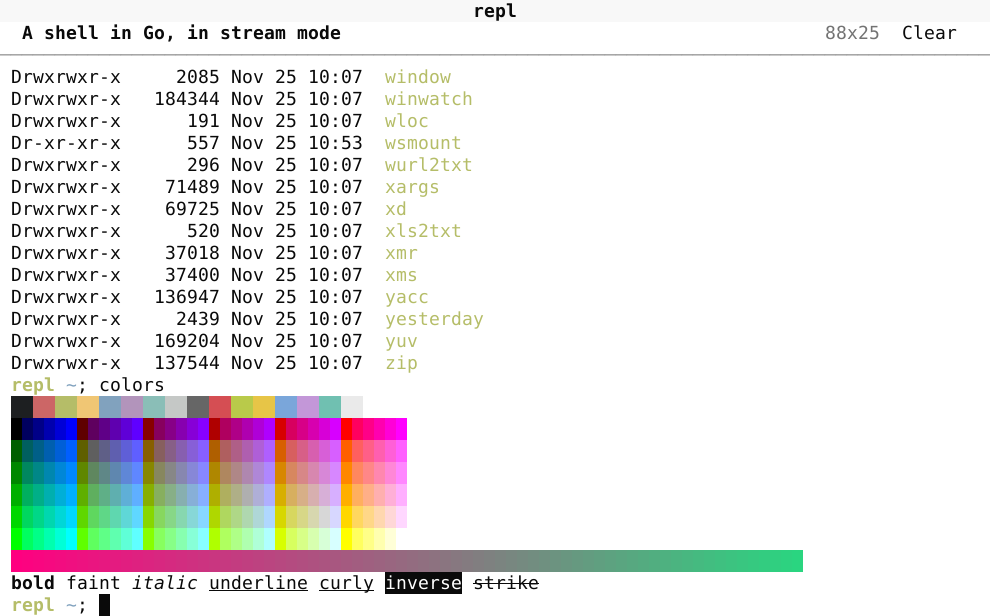 repl
A shell in Go, in stream mode 88x25 Clear
Drwxrwxr-x 2085 Nov 25 10:07 window
Drwxrwxr-x 184344 Nov 25 10:07 winwatch
Drwxrwxr-x 191 Nov 25 10:07 wloc
Dr-xr-xr-x 557 Nov 25 10:53 wsmount
Drwxrwxr-x 296 Nov 25 10:07 wurl2txt
Drwxrwxr-x 71489 Nov 25 10:07 xargs
Drwxrwxr-x 69725 Nov 25 10:07 xd
Drwxrwxr-x 520 Nov 25 10:07 xls2txt
Drwxrwxr-x 37018 Nov 25 10:07 xmr
Drwxrwxr-x 37400 Nov 25 10:07 xms
Drwxrwxr-x 136947 Nov 25 10:07 yacc
Drwxrwxr-x 2439 Nov 25 10:07 yesterday
Drwxrwxr-x 169204 Nov 25 10:07 yuv
Drwxrwxr-x 137544 Nov 25 10:07 zip
repl ~; colors
bold faint italic underline curly inverse strike
repl ~;